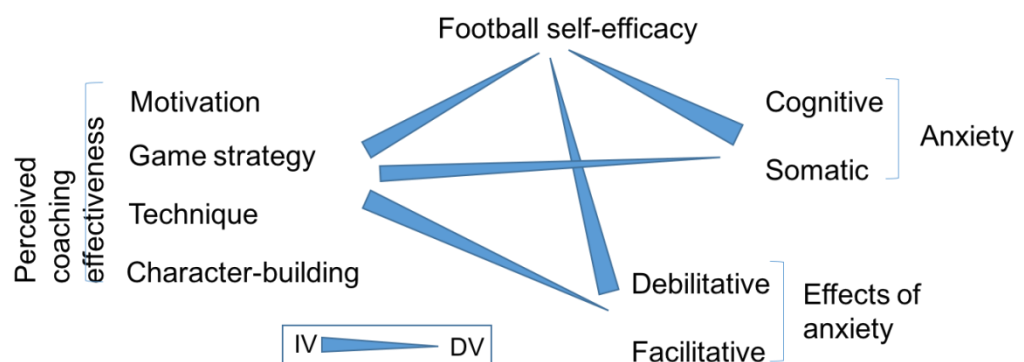 Football self-efficacy
Perceived
coaching
effectiveness
Motivation
Game strategy
Technique
Character-building
Cognitive
Somatic
Anxiety
Debilitative
Facilitative
Effects of
anxiety
IV DV